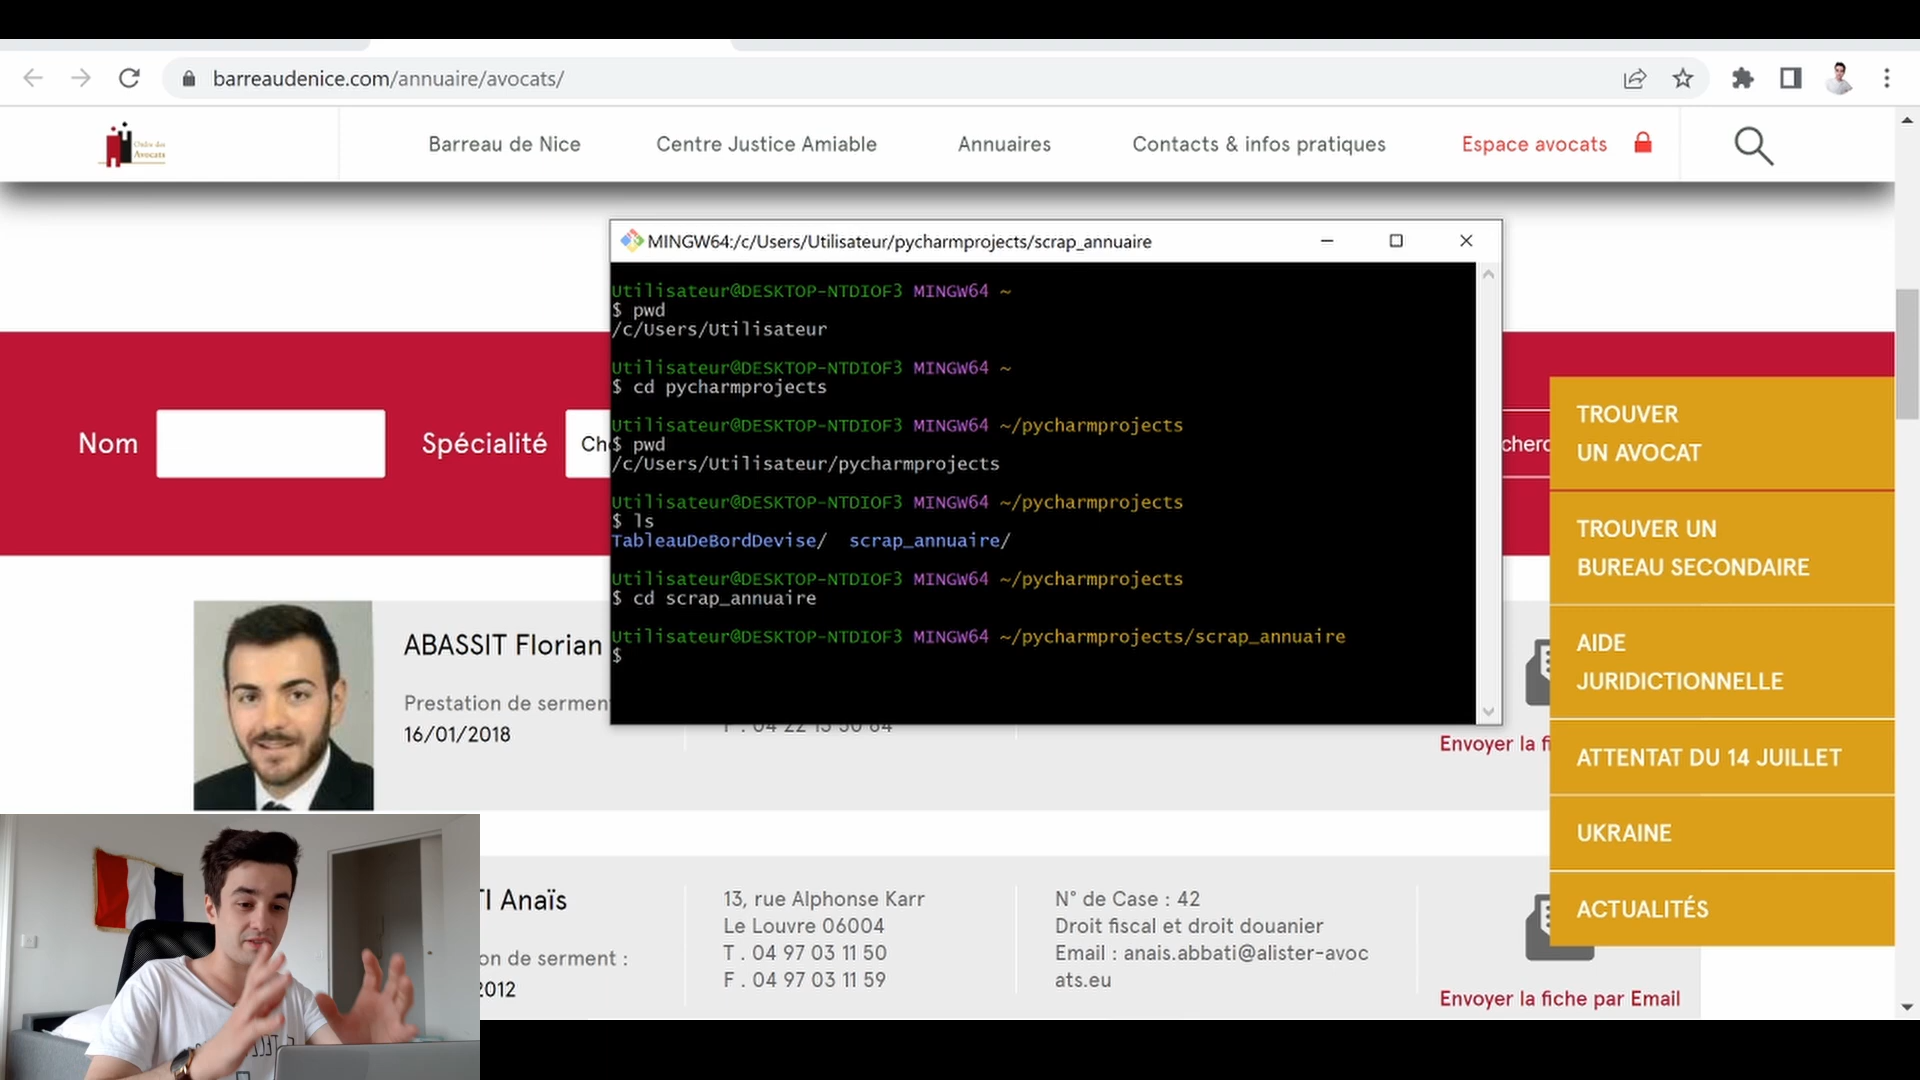 barreaudenice.com/annuaire/avocats/
Ordre des
Avocats
Barreau de Nice
Centre Justice Amiable
Annuaires
Contacts & infos pratiques
Espace avocats
MINGW64:/c/Users/Utilisateur/pycharmprojects/scrap_annuaire
Utilisateur@DESKTOP-NTDIOF3 MINGW64 ~
$ pwd
/c/Users/Utilisateur
Utilisateur@DESKTOP-NTDIOF3 MINGW64 ~
$ cd pycharmprojects
Utilisateur@DESKTOP-NTDIOF3 MINGW64 ~/pycharmprojects
$ pwd
/c/Users/Utilisateur/pycharmprojects
Utilisateur@DESKTOP-NTDIOF3 MINGW64 ~/pycharmprojects
$ ls
TableauDeBordDevise/ scrap_annuaire/
Utilisateur@DESKTOP-NTDIOF3 MINGW64 ~/pycharmprojects
$ cd scrap_annuaire
Utilisateur@DESKTOP-NTDIOF3 MINGW64 ~/pycharmprojects/scrap_annuaire
$
Nom
Spécialité
Ch
cherc
TROUVER
UN AVOCAT
TROUVER UN
BUREAU SECONDAIRE
AIDE
JURIDICTIONNELLE
ATTENTAT DU 14 JUILLET
UKRAINE
ACTUALITÉS
ABASSIT Florian
Prestation de sermen
16/01/2018
Envoyer la fi
TI Anaïs
on de serment :
2012
13, rue Alphonse Karr
Le Louvre 06004
T . 04 97 03 11 50
F . 04 97 03 11 59
N° de Case : 42
Droit fiscal et droit douanier
Email : anais.abbati@alister-avoc
ats.eu
Envoyer la fiche par Email